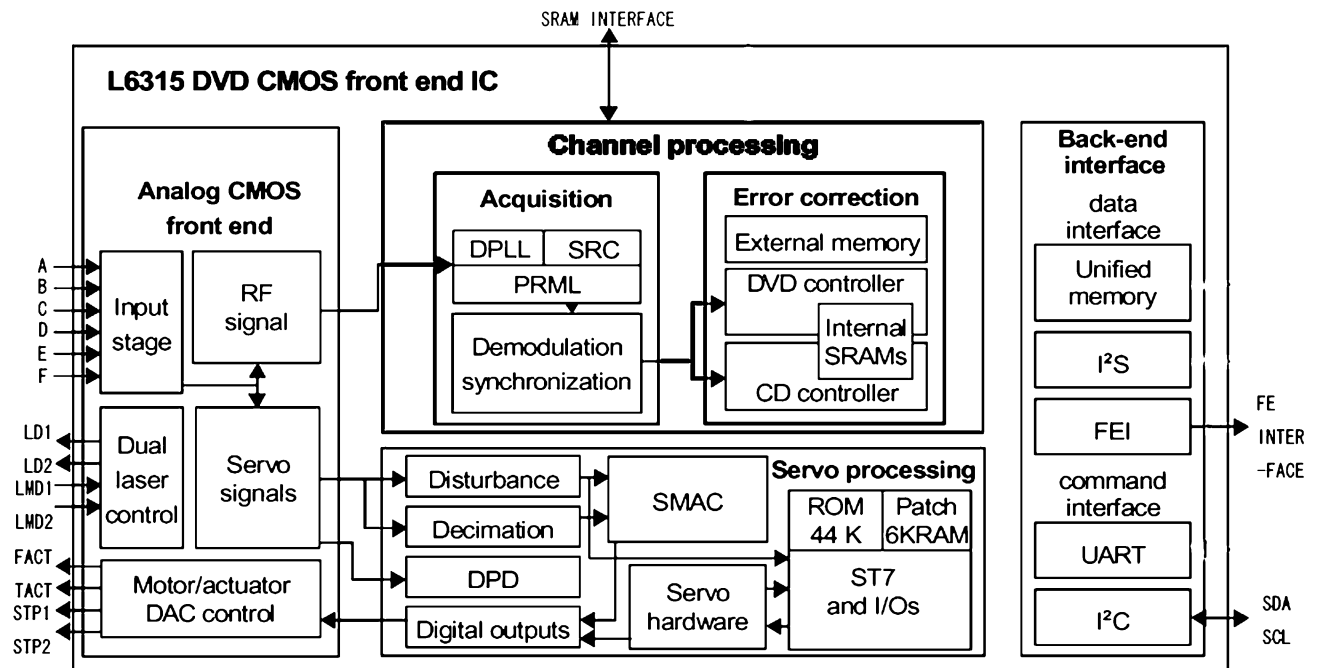 SRAM INTERFACE
L6315 DVD CMOS front end IC
Analog CMOS
front end
A
B
C
D
E
F
Input
stage
RF
signal
LD1
LD2
LMD1
LMD2
Dual
laser
control
Servo
signals
FACT
TACT
STP1
STP2
Motor/actuator
DAC control
Channel processing
Acquisition
DPLL
SRC
PRML
Demodulation
synchronization
Error correction
External memory
DVD controller
Internal
SRAMs
CD controller
Servo processing
Disturbance
Decimation
DPD
Digital outputs
SMAC
Servo
hardware
ROM
44 K
Patch
6KRAM
ST7
and I/Os
Back-end
interface
data
interface
Unified
memory
I²S
FEI
command
interface
UART
I²C
FE
INTER
-FACE
SDA
SCL